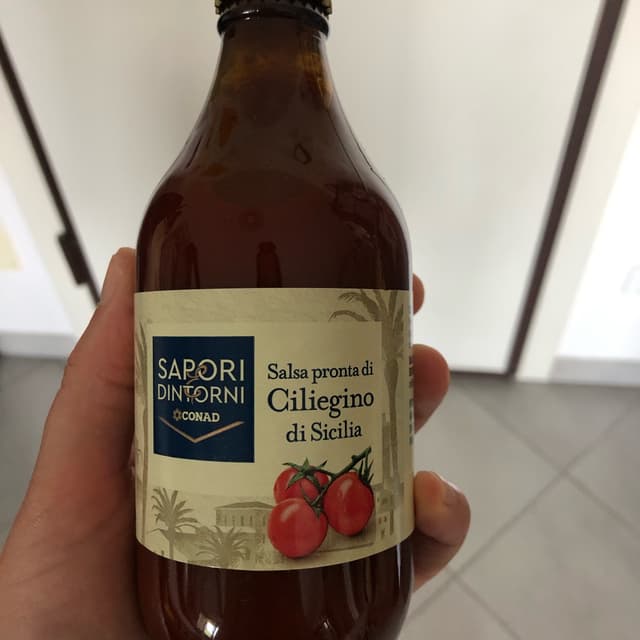 SAPORI
&
DINTORNI
CONAD
Salsa pronta di
Ciliegino
di Sicilia